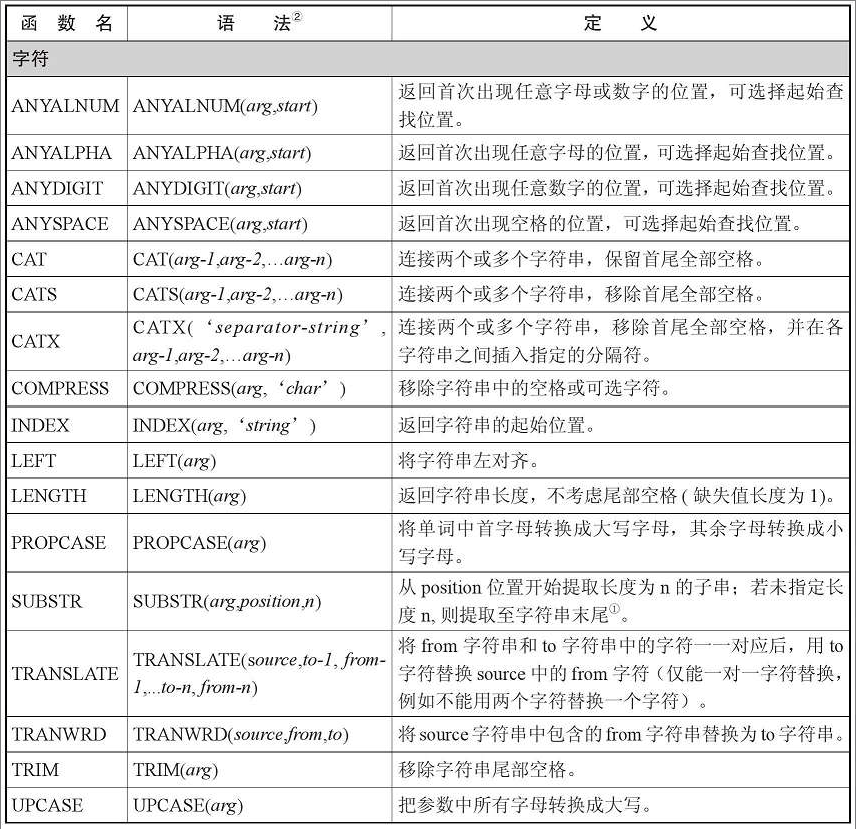 函 数 名 语 法② 定 义
字符
ANYALNUM ANYALNUM(arg,start) 返回首次出现任意字母或数字的位置，可选择起始查
找位置。
ANYALPHA ANYALPHA(arg,start) 返回首次出现任意字母的位置，可选择起始查找位置。
ANYDIGIT ANYDIGIT(arg,start) 返回首次出现任意数字的位置，可选择起始查找位置。
ANYSPACE ANYSPACE(arg,start) 返回首次出现空格的位置，可选择起始查找位置。
CAT CAT(arg-1,arg-2,…arg-n) 连接两个或多个字符串，保留首尾全部空格。
CATS CATS(arg-1,arg-2,…arg-n) 连接两个或多个字符串，移除首尾全部空格。
CATX CATX(‘separator-string’, 连接两个或多个字符串，移除首尾全部空格，并在各
arg-1,arg-2,…arg-n) 字符串之间插入指定的分隔符。
COMPRESS COMPRESS(arg,‘char’) 移除字符串中的空格或可选字符。
INDEX INDEX(arg,‘string’) 返回字符串的起始位置。
LEFT LEFT(arg) 将字符串左对齐。
LENGTH LENGTH(arg) 返回字符串长度，不考虑尾部空格 ( 缺失值长度为 1)。
PROPCASE PROPCASE(arg) 将单词中首字母转换成大写字母，其余字母转换成小
写字母。
SUBSTR SUBSTR(arg,position,n) 从 position 位置开始提取长度为 n 的子串；若未指定长
度 n, 则提取至字符串末尾①。
TRANSLATE TRANSLATE(source,to-1, from-
1,...to-n, from-n) 将 from 字符串和 to 字符串中的字符一一对应后，用 to
字符替换 source 中的 from 字符（仅能一对一字符替换，
例如不能用两个字符替换一个字符）。
TRANWRD TRANWRD(source,from,to) 将 source 字符串中包含的 from 字符串替换为 to 字符串。
TRIM TRIM(arg) 移除字符串尾部空格。
UPCASE UPCASE(arg) 把参数中所有字母转换成大写。